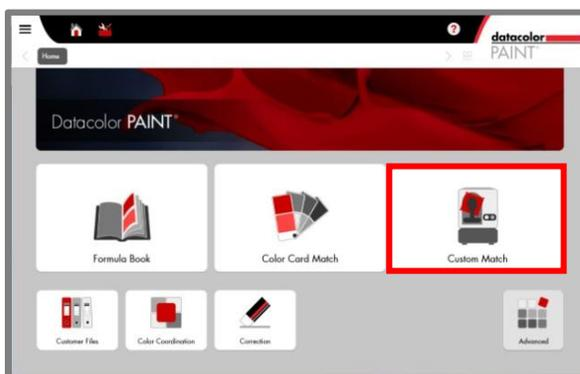 ?
datacolor
PAINT
Home
Datacolor PAINT
Formula Book
Color Card Match
Custom Match
Customer Files
Color Coordination
Correction
Advanced